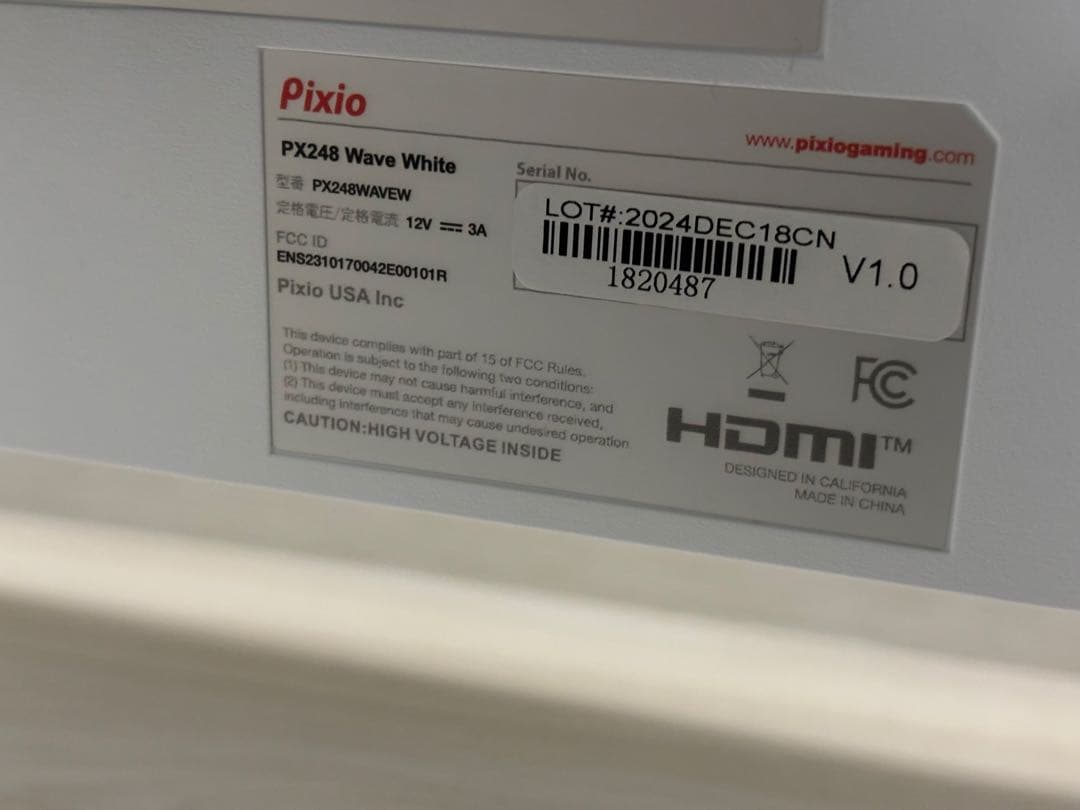 Pixio
www.pixiogaming.com
PX248 Wave White
型番 PX248WAVEW
定格電圧/定格電流 12V ⎓ 3A
FCC ID
ENS2310170042E00101R
Pixio USA Inc
Serial No.
LOT#:2024DEC18CN
1820487
V1.0
This device complies with part of 15 of FCC Rules.
Operation is subject to the following two conditions:
(1) This device may not cause harmful interference, and
(2) This device must accept any interference received,
including interference that may cause undesired operation
CAUTION:HIGH VOLTAGE INSIDE
FC
HDMI™
DESIGNED IN CALIFORNIA
MADE IN CHINA